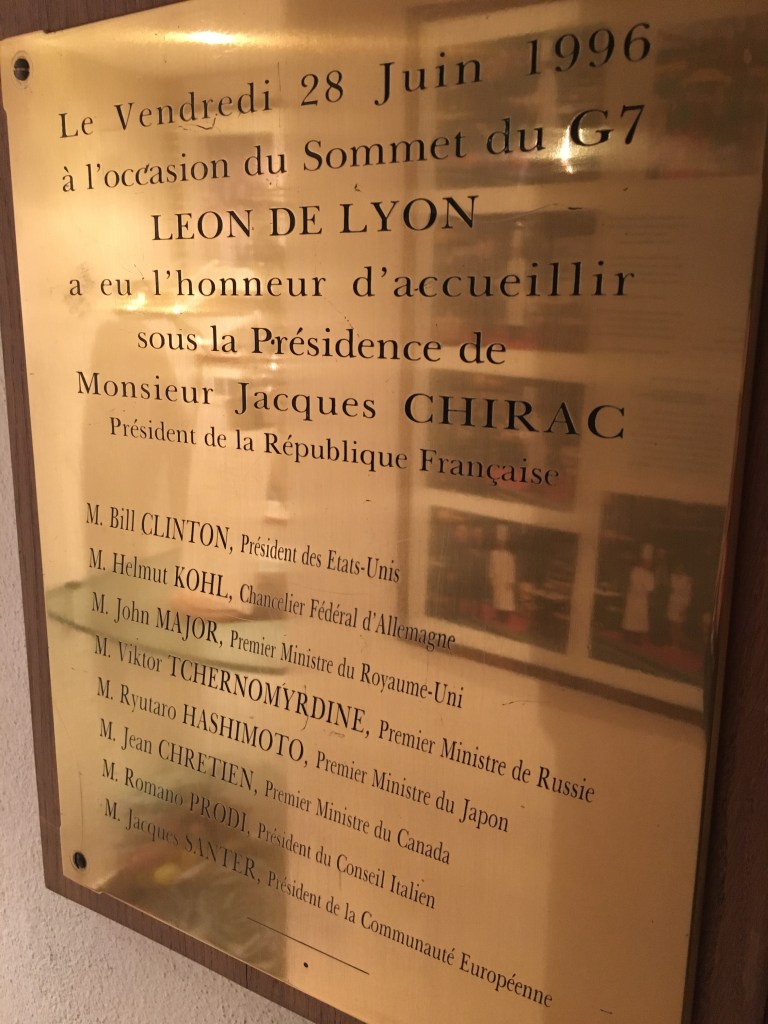 Le Vendredi 28 Juin 1996
à l'occasion du Sommet du G7
LEON DE LYON
a eu l'honneur d'accueillir
sous la Présidence de
Monsieur Jacques CHIRAC
Président de la République Française
M. Bill CLINTON, Président des Etats-Unis
M. Helmut KOHL, Chancelier Fédéral d'Allemagne
M. John MAJOR, Premier Ministre du Royaume-Uni
M. Viktor TCHERNOMYRDINE, Premier Ministre de Russie
M. Ryutaro HASHIMOTO, Premier Ministre du Japon
M. Jean CHRETIEN, Premier Ministre du Canada
M. Romano PRODI, Président du Conseil Italien
M. Jacques SANTER, Président de la Communauté Européenne